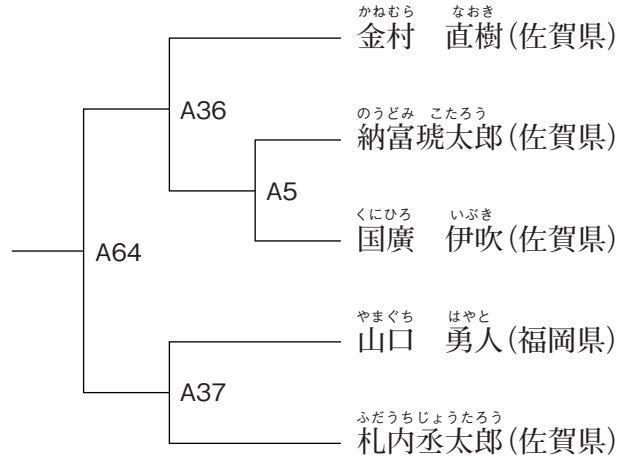 かねむら なおき
金村 直樹(佐賀県)
A36
のうどみ こたろう
納富琥太郎(佐賀県)
A5
くにひろ いぶき
国廣 伊吹(佐賀県)
A64
やまぐち はやと
山口 勇人(福岡県)
A37
ふだうちじょうたろう
札内丞太郎(佐賀県)